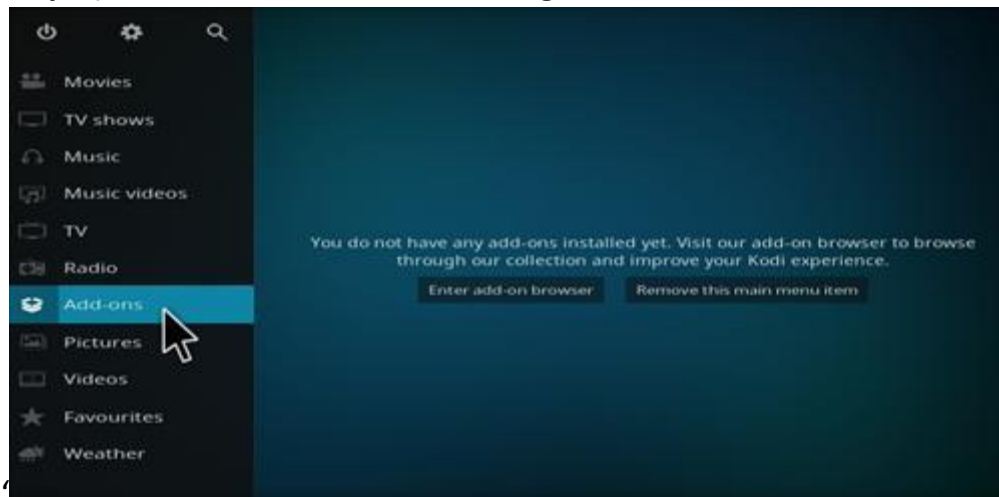 Movies
TV shows
Music
Music videos
TV
Radio
Add-ons
Pictures
Videos
Favourites
Weather
You do not have any add-ons installed yet. Visit our add-on browser to browse
through our collection and improve your Kodi experience.
Enter add-on browser
Remove this main menu item